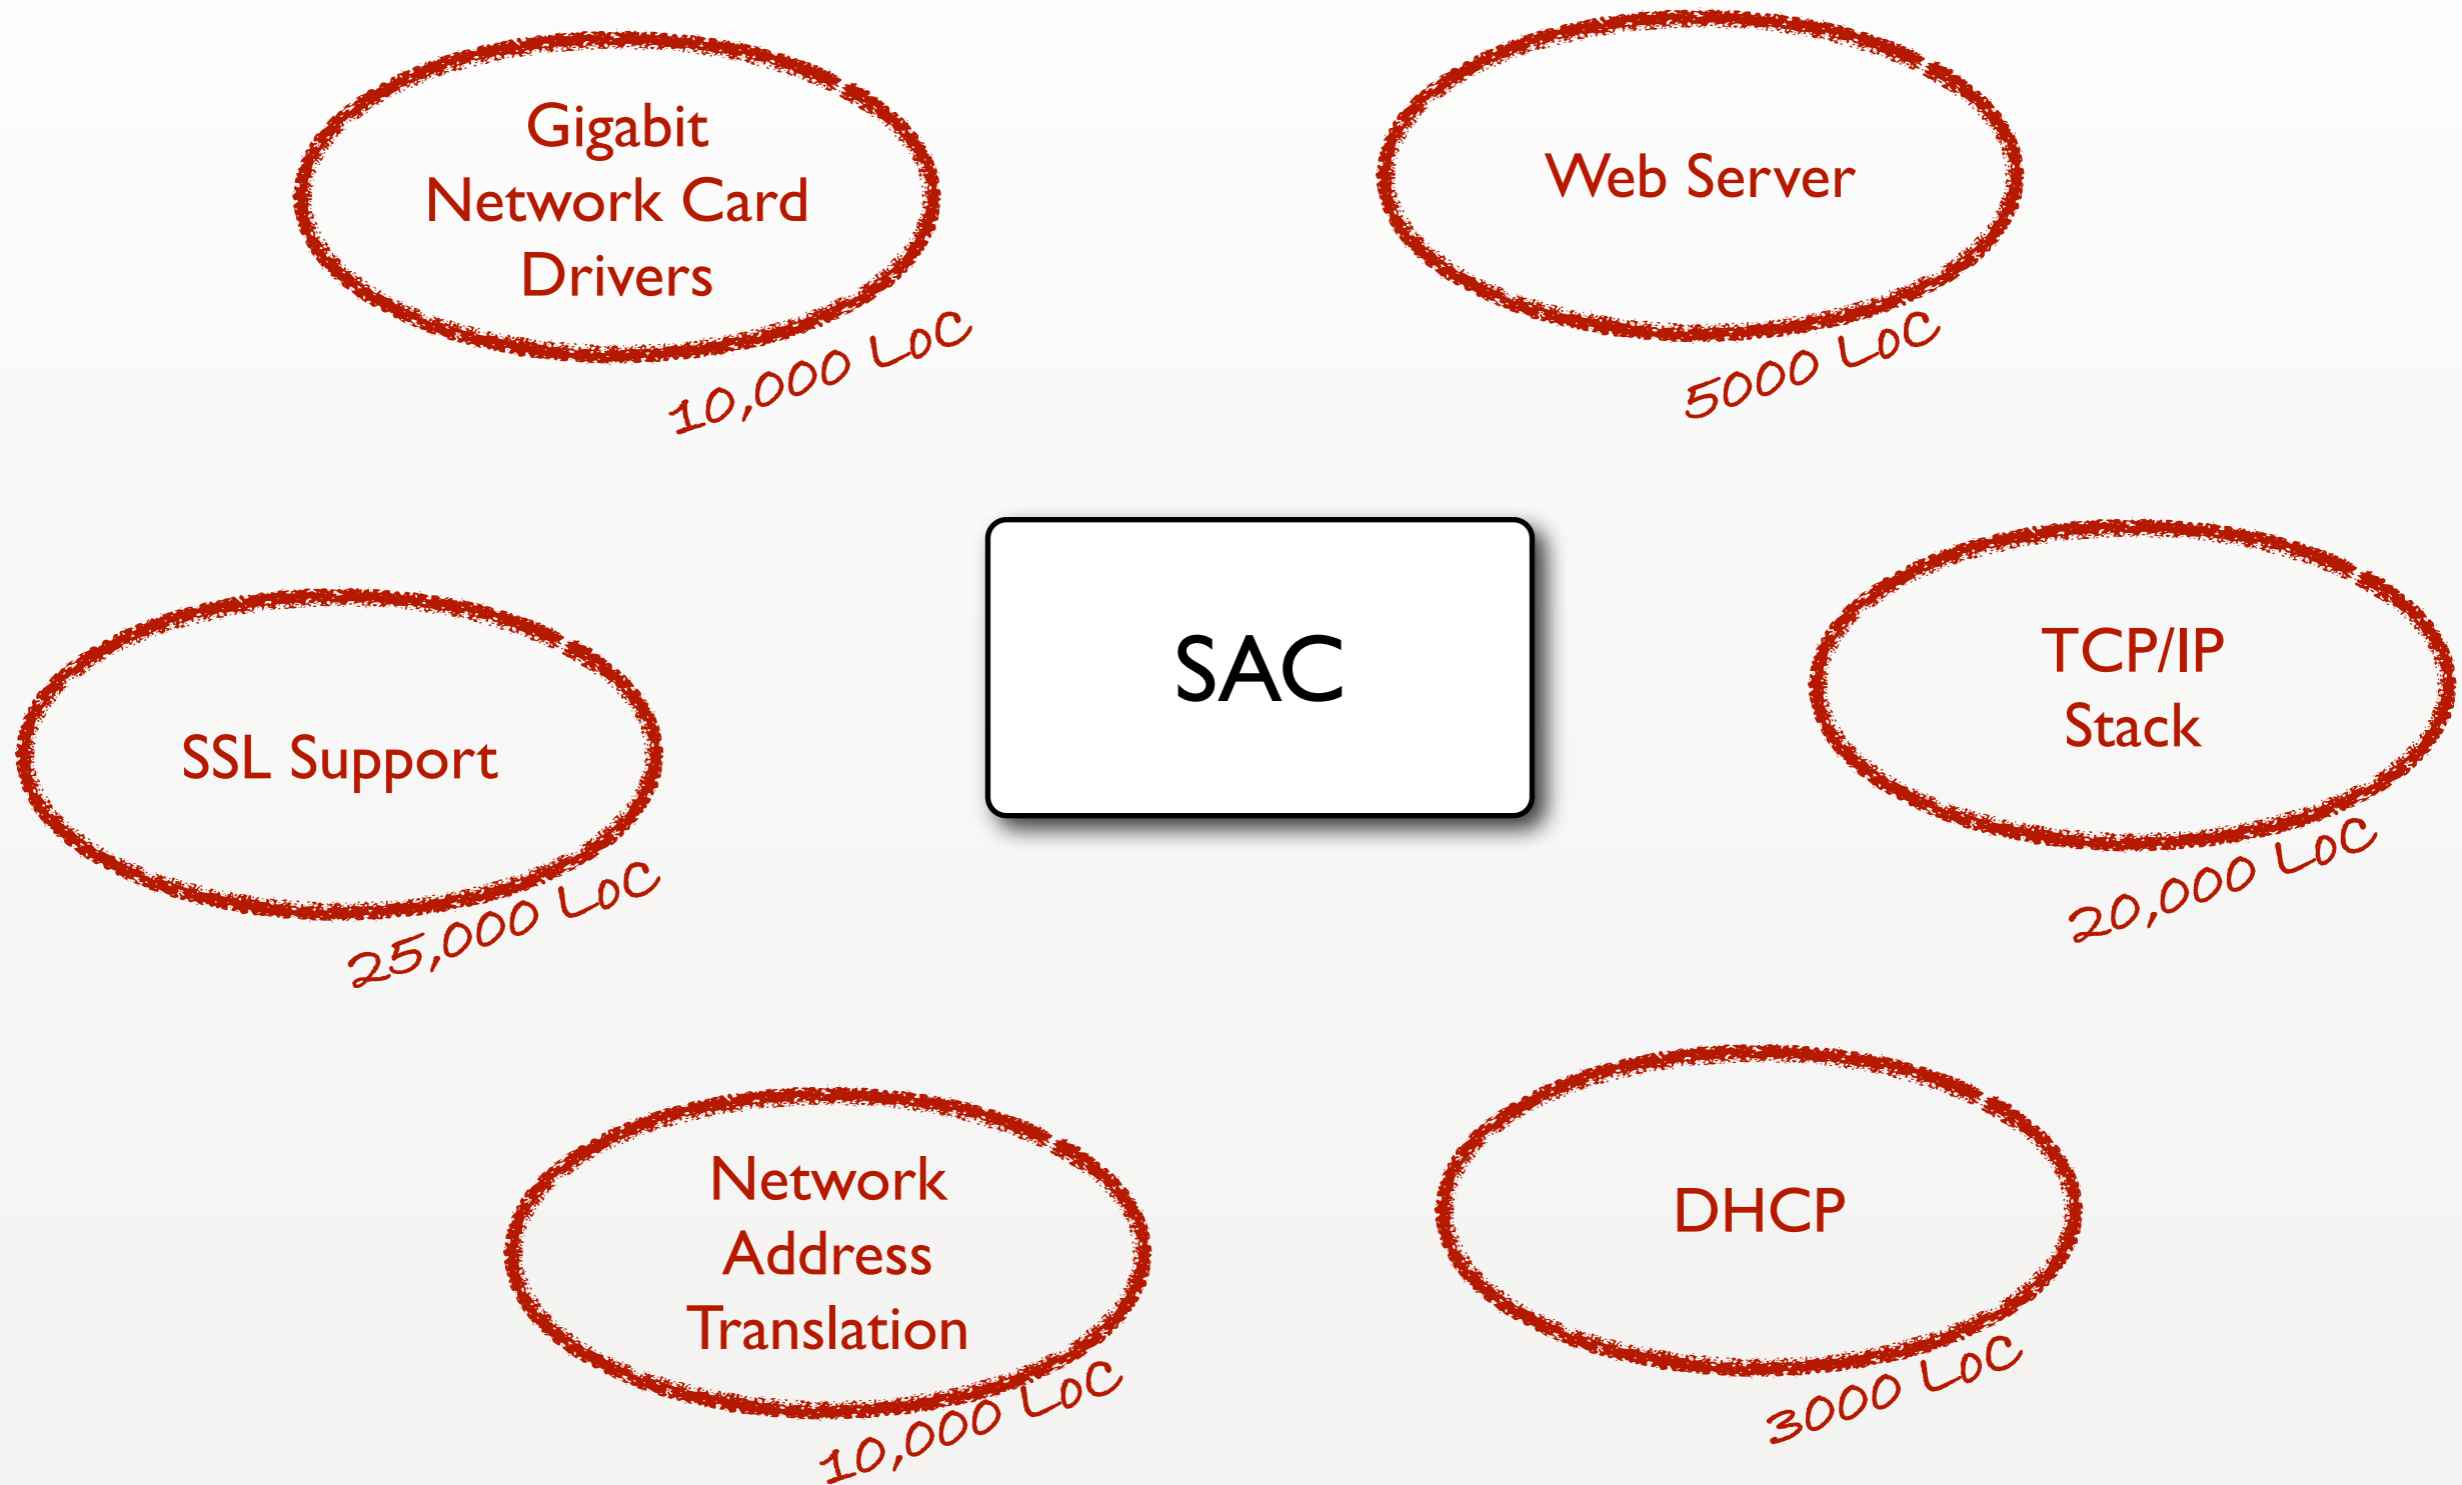 Gigabit
Network Card
Drivers
10,000 LoC
Web Server
5000 LoC
SAC
SSL Support
25,000 LoC
TCP/IP
Stack
20,000 LoC
Network
Address
Translation
10,000 LoC
DHCP
3000 LoC